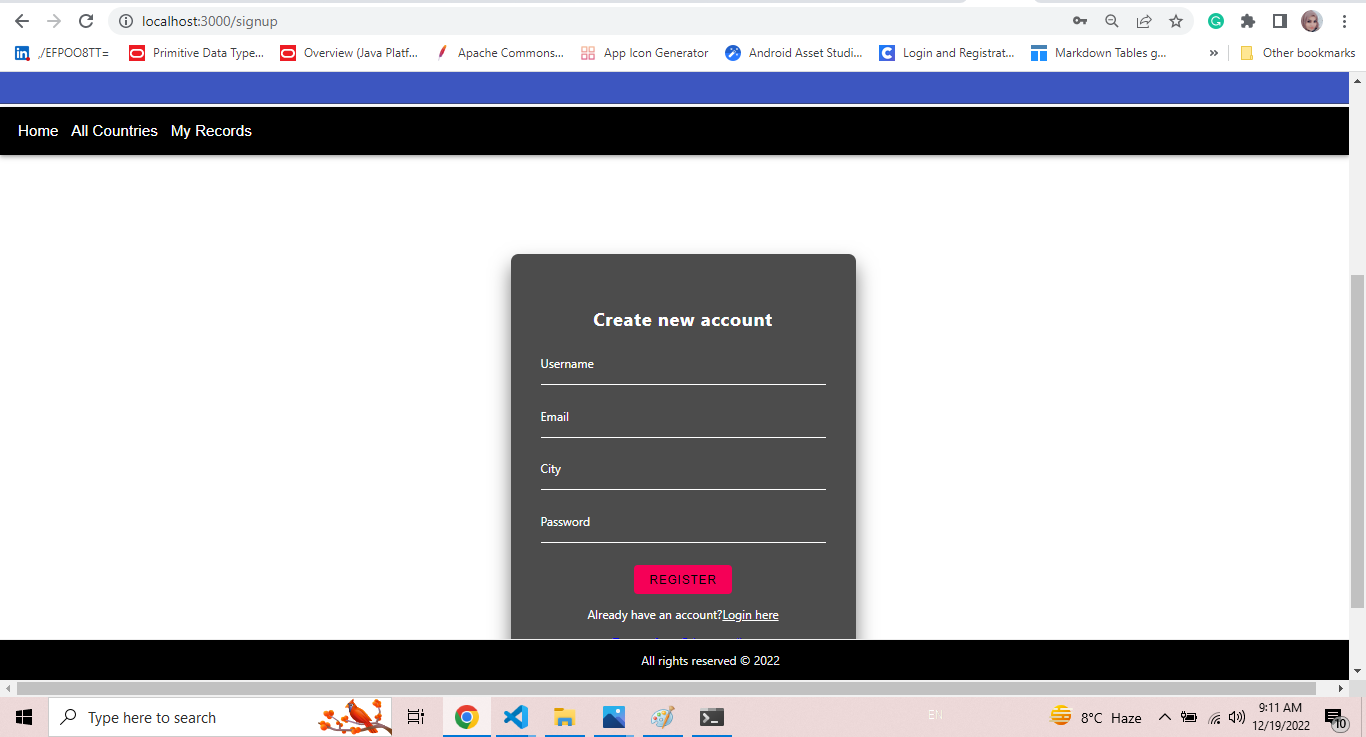 localhost:3000/signup
,/EFPOO8TT=
Primitive Data Type...
Overview (Java Platf...
Apache Commons...
App Icon Generator
Android Asset Studi...
Login and Registrat...
Markdown Tables g...
»
Other bookmarks
Home
All Countries
My Records
Create new account
Username
Email
City
Password
REGISTER
Already have an account?Login here
All rights reserved © 2022
Type here to search
EN
8°C Haze
9:11 AM
12/19/2022
10